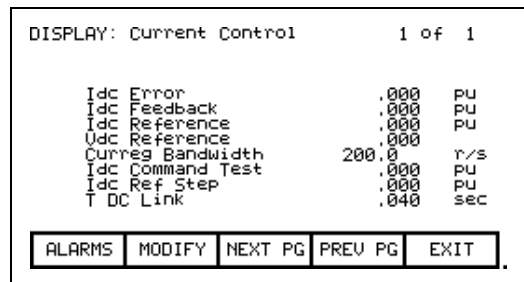 DISPLAY: Current Control 1 of 1
Idc Error .000 pu
Idc Feedback .000 pu
Idc Reference .000 pu
Vdc Reference .000
Curreg Bandwidth 200.0 r/s
Idc Command Test .000 pu
Idc Ref Step .000 pu
T DC Link .040 sec
ALARMS MODIFY NEXT PG PREV PG EXIT